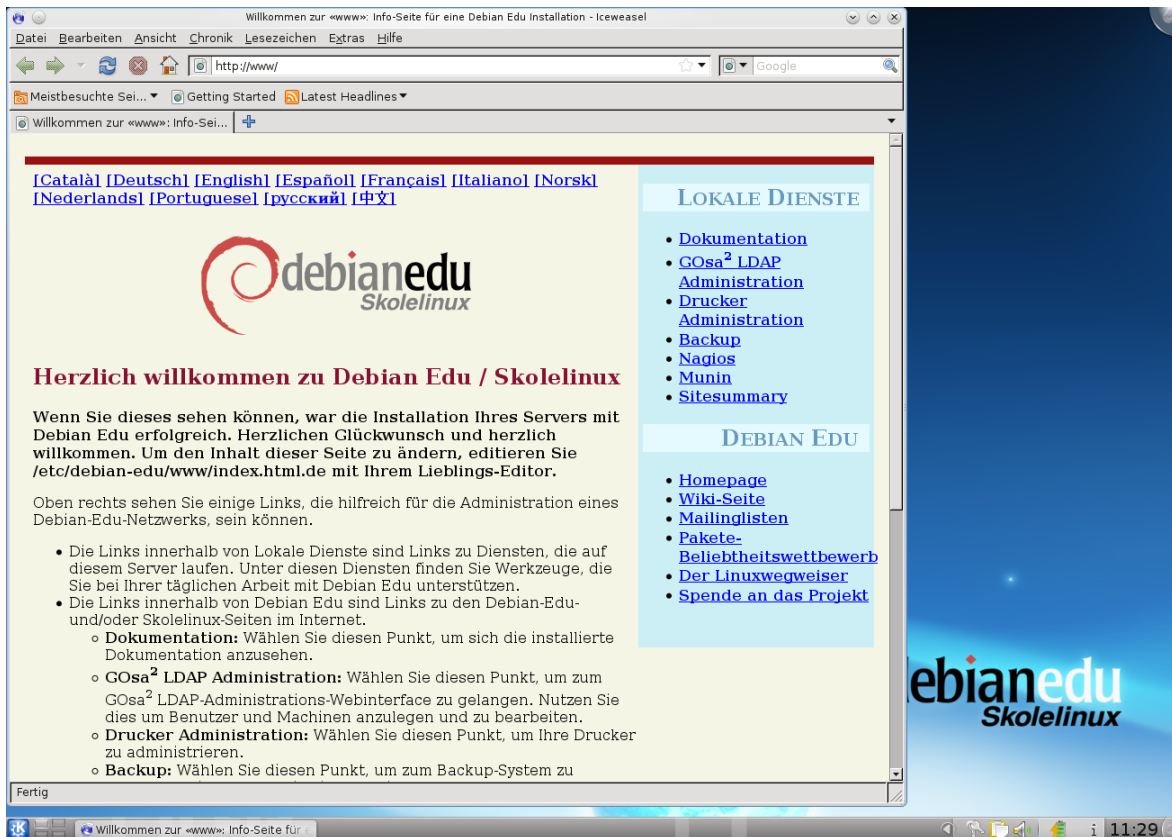 Willkommen zur «www»: Info-Seite für eine Debian Edu Installation - Iceweasel
Datei Bearbeiten Ansicht Chronik Lesezeichen Extras Hilfe
http://www/
Google
Meistbesuchte Sei...
Getting Started
Latest Headlines
Willkommen zur «www»: Info-Sei...
[Català] [Deutsch] [English] [Español] [Français] [Italiano] [Norsk]
[Nederlands] [Portuguese] [русский] [中文]
debianedu
Skolelinux
Herzlich willkommen zu Debian Edu / Skolelinux
Wenn Sie dieses sehen können, war die Installation Ihres Servers mit
Debian Edu erfolgreich. Herzlichen Glückwunsch und herzlich
willkommen. Um den Inhalt dieser Seite zu ändern, editieren Sie
/etc/debian-edu/www/index.html.de mit Ihrem Lieblings-Editor.
Oben rechts sehen Sie einige Links, die hilfreich für die Administration eines
Debian-Edu-Netzwerks, sein können.
Die Links innerhalb von Lokale Dienste sind Links zu Diensten, die auf
diesem Server laufen. Unter diesen Diensten finden Sie Werkzeuge, die
Sie bei Ihrer täglichen Arbeit mit Debian Edu unterstützen.
Die Links innerhalb von Debian Edu sind Links zu den Debian-Edu-
und/oder Skolelinux-Seiten im Internet.
Dokumentation: Wählen Sie diesen Punkt, um sich die installierte
Dokumentation anzusehen.
GOsa² LDAP Administration: Wählen Sie diesen Punkt, um zum
GOsa² LDAP-Administrations-Webinterface zu gelangen. Nutzen Sie
dies um Benutzer und Machinen anzulegen und zu bearbeiten.
Drucker Administration: Wählen Sie diesen Punkt, um Ihre Drucker
zu administrieren.
Backup: Wählen Sie diesen Punkt, um zum Backup-System zu
Lokale Dienste
Dokumentation
GOsa² LDAP
Administration
Drucker
Administration
Backup
Nagios
Munin
Sitesummary
Debian Edu
Homepage
Wiki-Seite
Mailinglisten
Pakete-
Beliebtheitswettbewerb
Der Linuxwegweiser
Spende an das Projekt
ebianedu
Skolelinux
Fertig
Willkommen zur «www»: Info-Seite für
11:29